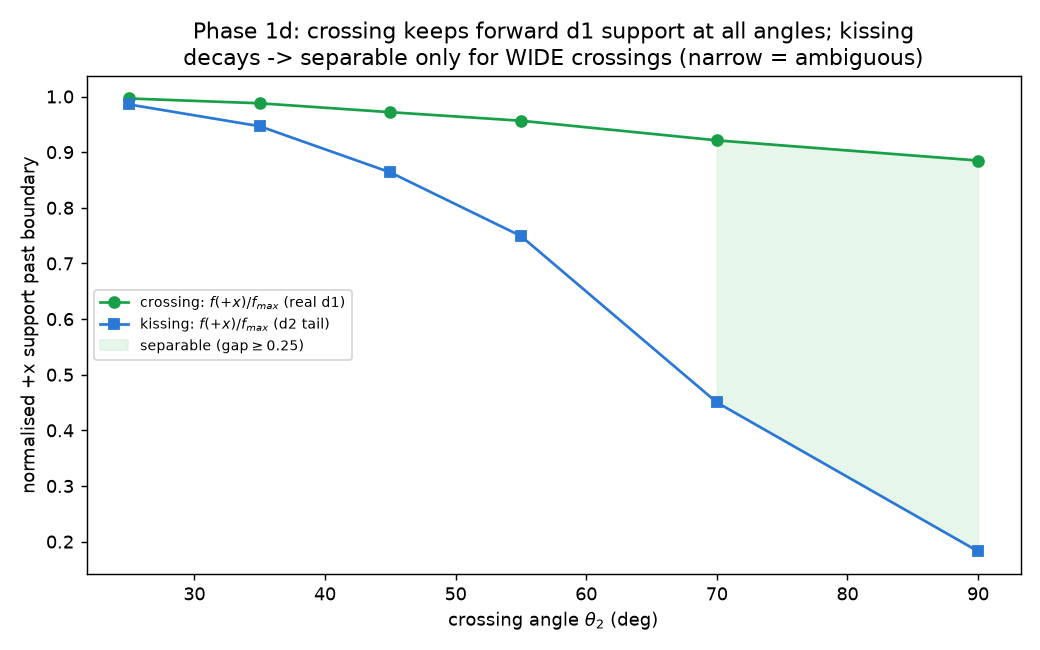 Phase 1d: crossing keeps forward d1 support at all angles; kissing
decays -> separable only for WIDE crossings (narrow = ambiguous)
normalised +x support past boundary
1.0
0.9
0.8
0.7
0.6
0.5
0.4
0.3
0.2
crossing: f(+x)/f_max (real d1)
kissing: f(+x)/f_max (d2 tail)
separable (gap ≥ 0.25)
30 40 50 60 70 80 90
crossing angle θ₂ (deg)